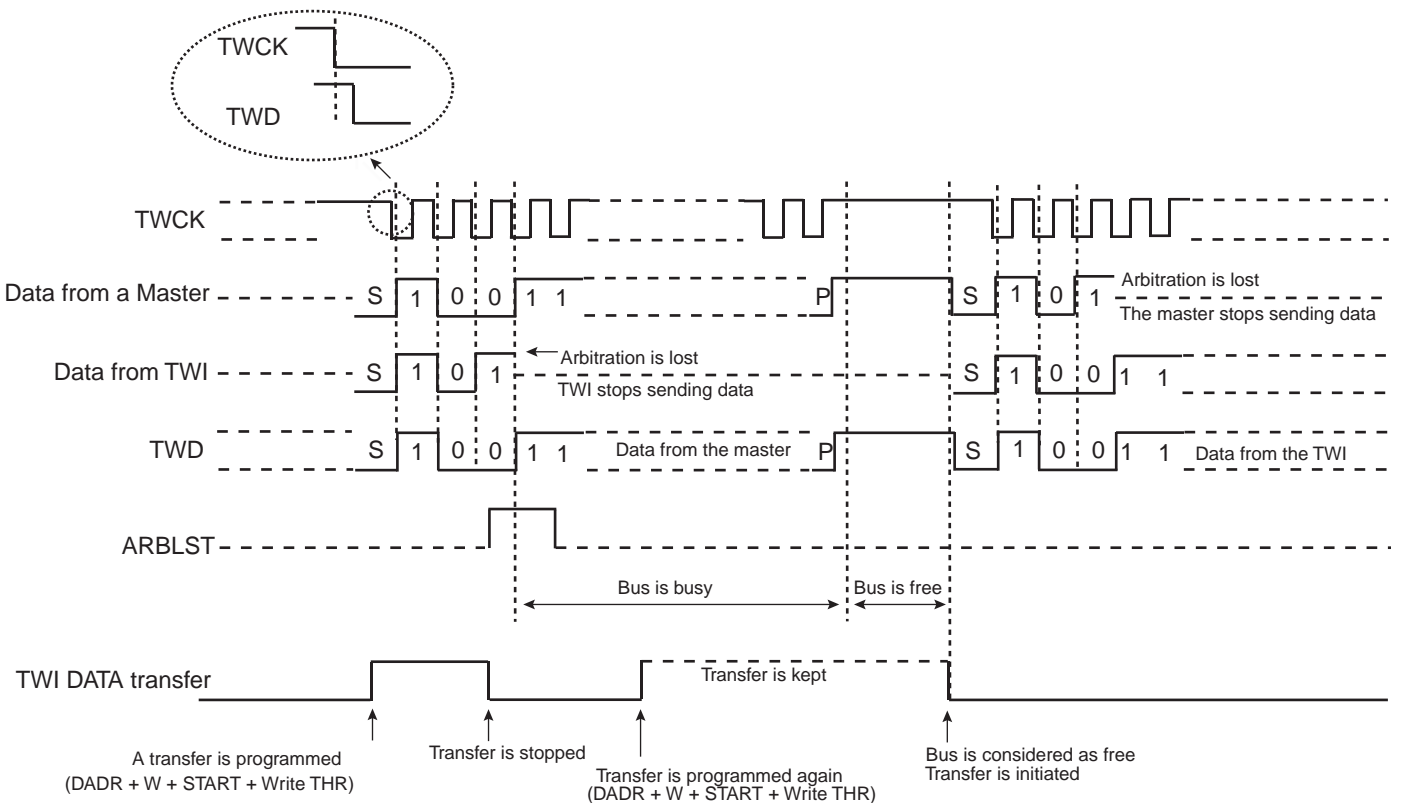 TWCK
TWD
TWCK
Data from a Master S 1 0 0 1 1 P S 1 0 1 Arbitration is lost
The master stops sending data
Data from TWI S 1 0 1 Arbitration is lost S 1 0 0 1 1
TWI stops sending data
TWD S 1 0 0 1 1 Data from the master P S 1 0 0 1 1 Data from the TWI
ARBLST
Bus is busy Bus is free
TWI DATA transfer Transfer is kept
A transfer is programmed
(DADR + W + START + Write THR)
Transfer is stopped
Transfer is programmed again
(DADR + W + START + Write THR)
Bus is considered as free
Transfer is initiated